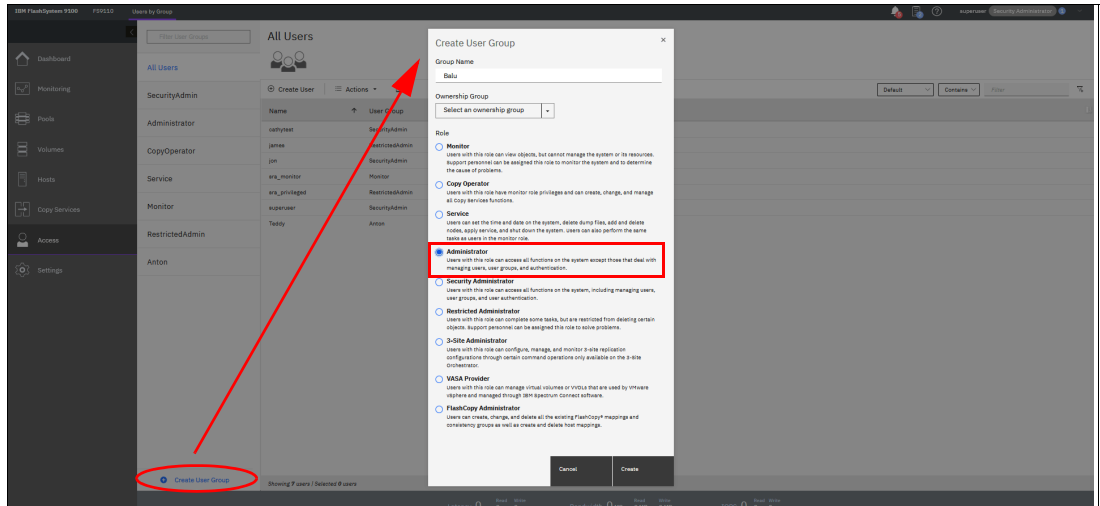 IBM FlashSystem 9100 FS9110 Users by Group
superuser Security Administrator
Dashboard
Monitoring
Pools
Volumes
Hosts
Copy Services
Access
Settings
Filter User Groups
All Users
SecurityAdmin
Administrator
CopyOperator
Service
Monitor
RestrictedAdmin
Anton
Create User Group
All Users
Create User Actions
Default Contains Filter
Name User Group
cathytest SecurityAdmin
james RestrictedAdmin
jon SecurityAdmin
sra_monitor Monitor
sra_privileged RestrictedAdmin
superuser SecurityAdmin
Teddy Anton
Showing 7 users / Selected 0 users
Create User Group
Group Name
Balu
Ownership Group
Select an ownership group
Role
Monitor
Users with this role can view objects, but cannot manage the system or its resources.
Support personnel can be assigned this role to monitor the system and to determine
the cause of problems.
Copy Operator
Users with this role have monitor role privileges and can create, change, and manage
all Copy Services functions.
Service
Users can set the time and date on the system, delete dump files, add and delete
nodes, apply service, and shut down the system. Users can also perform the same
tasks as users in the monitor role.
Administrator
Users with this role can access all functions on the system except those that deal with
managing users, user groups, and authentication.
Security Administrator
Users with this role can access all functions on the system, including managing users,
user groups, and user authentication.
Restricted Administrator
Users with this role can complete some tasks, but are restricted from deleting certain
objects. Support personnel can be assigned this role to solve problems.
3-Site Administrator
Users with this role can configure, manage, and monitor 3-site replication
configurations through certain command operations only available on the 3-Site
Orchestrator.
VASA Provider
Users with this role can manage virtual volumes or VVOLs that are used by VMware
vSphere and managed through IBM Spectrum Connect software.
FlashCopy Administrator
Users can create, change, and delete all the existing FlashCopy® mappings and
consistency groups as well as create and delete host mappings.
Cancel Create
Read Write Read Write Read Write